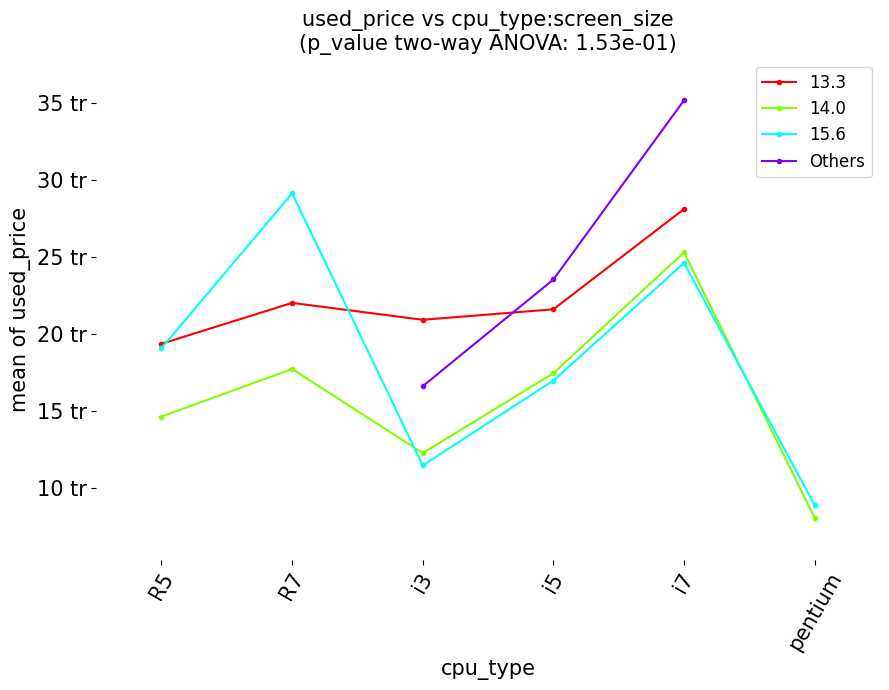 used_price vs cpu_type:screen_size
(p_value two-way ANOVA: 1.53e-01)
13.3
14.0
15.6
Others
35 tr
30 tr
25 tr
20 tr
15 tr
10 tr
mean of used_price
R5
R7
i3
i5
i7
pentium
cpu_type